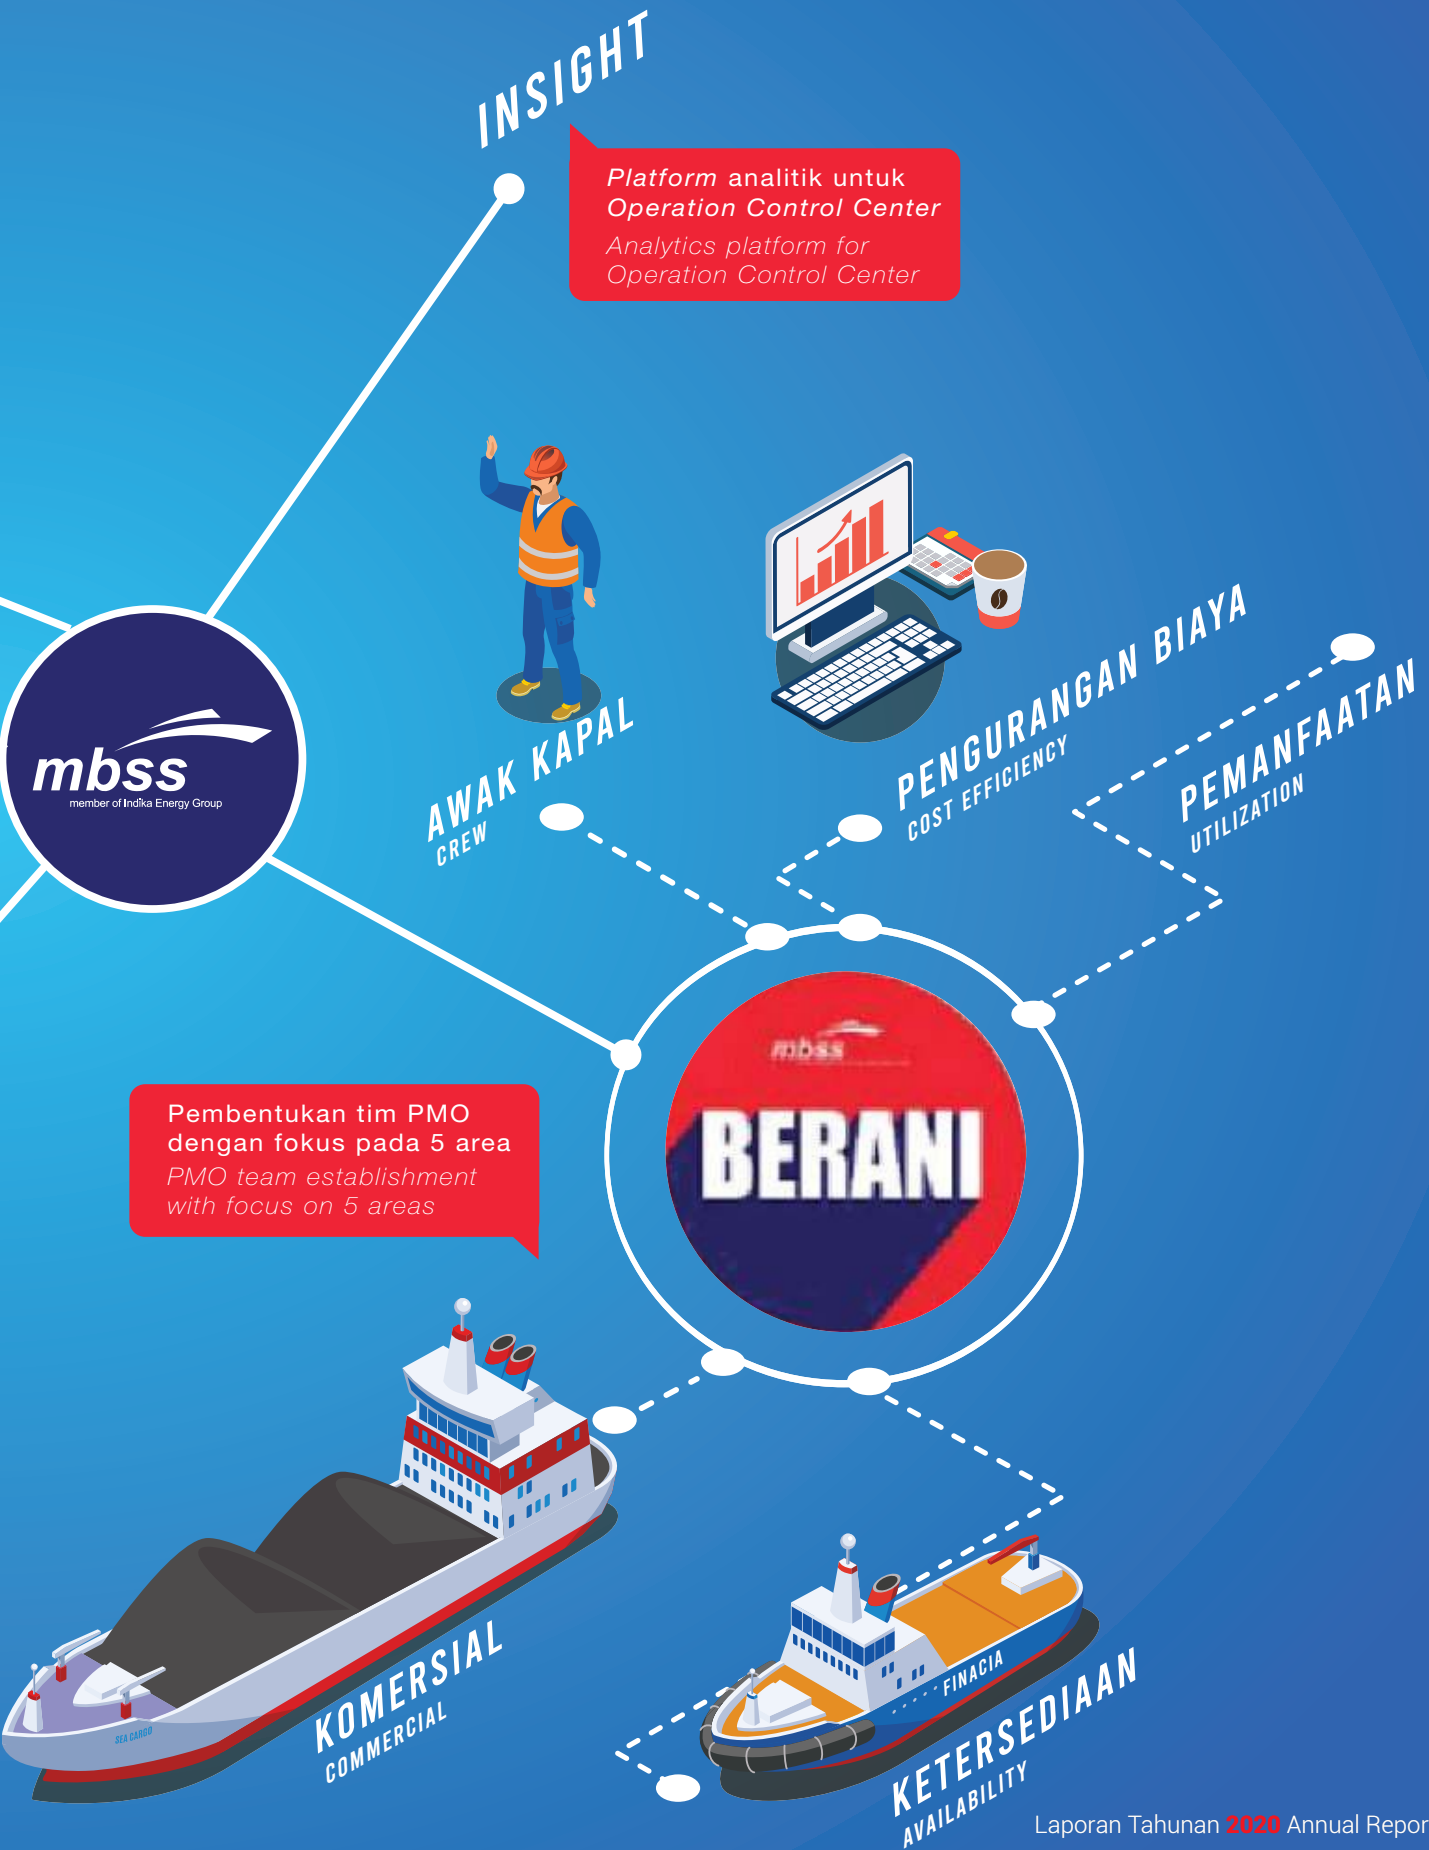 INSIGHT
Platform analitik untuk
Operation Control Center
Analytics platform for
Operation Control Center
mbss
member of Indika Energy Group
AWAK KAPAL
CREW
PENGURANGAN BIAYA
COST EFFICIENCY
PEMANFAATAN
UTILIZATION
mbss
BERANI
Pembentukan tim PMO
dengan fokus pada 5 area
PMO team establishment
with focus on 5 areas
SEA CARGO
KOMERSIAL
COMMERCIAL
FINACIA
KETERSEDIAAN
AVAILABILITY
Laporan Tahunan 2020 Annual Repor